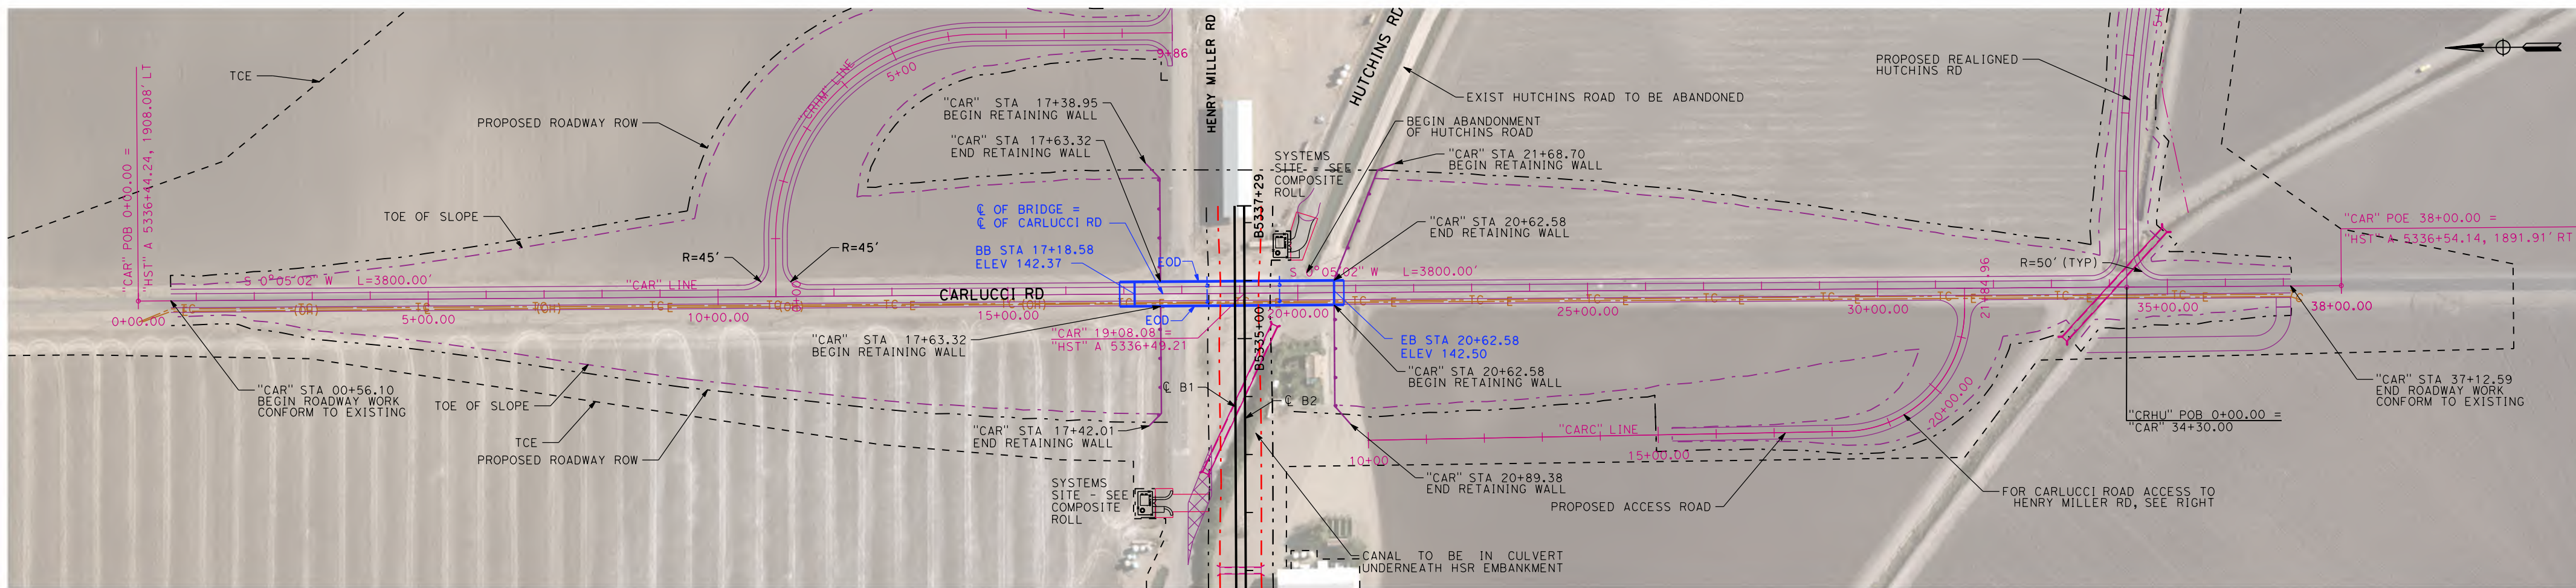 TCE
PROPOSED ROADWAY ROW
TOE OF SLOPE
"CAR" POB 0+00.00 =
"HST" A 5336+44.24, 1908.08' LT
S 0°05'02" W L=3800.00'
"CAR" LINE
0+00.00
5+00.00
10+00.00
15+00.00
20+00.00
25+00.00
30+00.00
35+00.00
38+00.00
"CAR" STA 00+56.10
BEGIN ROADWAY WORK
CONFORM TO EXISTING
TOE OF SLOPE
TCE
PROPOSED ROADWAY ROW
"CRHM" LINE
5+00
9+86
R=45'
R=45'
CARLUCCI RD
"CAR" STA 17+38.95
BEGIN RETAINING WALL
"CAR" STA 17+63.32
END RETAINING WALL
℄ OF BRIDGE =
℄ OF CARLUCCI RD
BB STA 17+18.58
ELEV 142.37
EOD
EOD
"CAR" STA 17+63.32
BEGIN RETAINING WALL
"CAR" 19+08.08 =
"HST" A 5336+49.21
"CAR" STA 17+42.01
END RETAINING WALL
℄ B1
℄ B2
SYSTEMS
SITE - SEE
COMPOSITE
ROLL
HENRY MILLER RD
HUTCHINS RD
SYSTEMS
SITE - SEE
COMPOSITE
ROLL
B5337+29
B5335+00
EXIST HUTCHINS ROAD TO BE ABANDONED
BEGIN ABANDONMENT
OF HUTCHINS ROAD
"CAR" STA 21+68.70
BEGIN RETAINING WALL
"CAR" STA 20+62.58
END RETAINING WALL
S 0°05'02" W L=3800.00'
EB STA 20+62.58
ELEV 142.50
"CAR" STA 20+62.58
BEGIN RETAINING WALL
"CARC" LINE
10+00
15+00.00
20+00.00
21+84.96
"CAR" STA 20+89.38
END RETAINING WALL
PROPOSED ACCESS ROAD
CANAL TO BE IN CULVERT
UNDERNEATH HSR EMBANKMENT
FOR CARLUCCI ROAD ACCESS TO
HENRY MILLER RD, SEE RIGHT
PROPOSED REALIGNED
HUTCHINS RD
R=50' (TYP)
"CAR" POE 38+00.00 =
"HST" A 5336+54.14, 1891.91' RT
"CAR" STA 37+12.59
END ROADWAY WORK
CONFORM TO EXISTING
"CRHU" POB 0+00.00 =
"CAR" 34+30.00